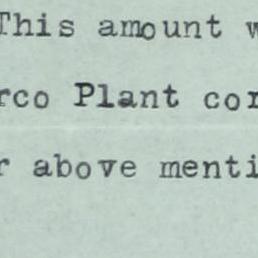 This amount w
rco Plant cor
r above menti